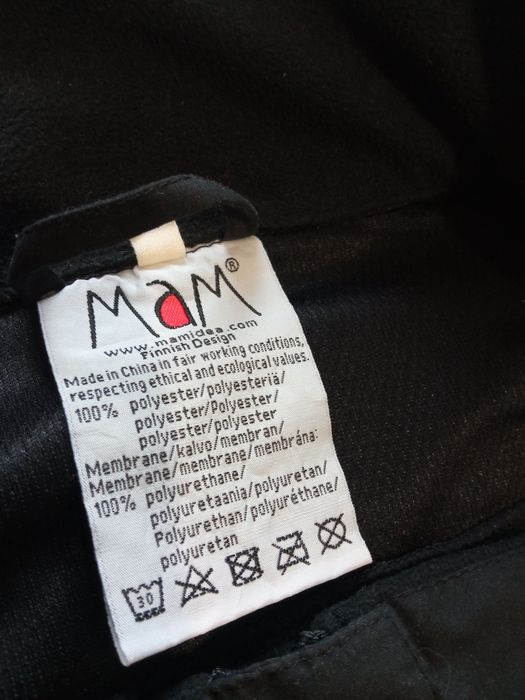 MaM®
www.mamidea.com
Finnish Design
Made in China in fair working conditions,
respecting ethical and ecological values.
100% polyester/polyesteriä/
polyester/Polyester/
polyester/polyester
Membrane/kalvo/membran/
Membrane/membrane/membrána:
100% polyurethane/
polyuretaania/polyuretan/
Polyurethan/polyuréthane/
polyuretan
30